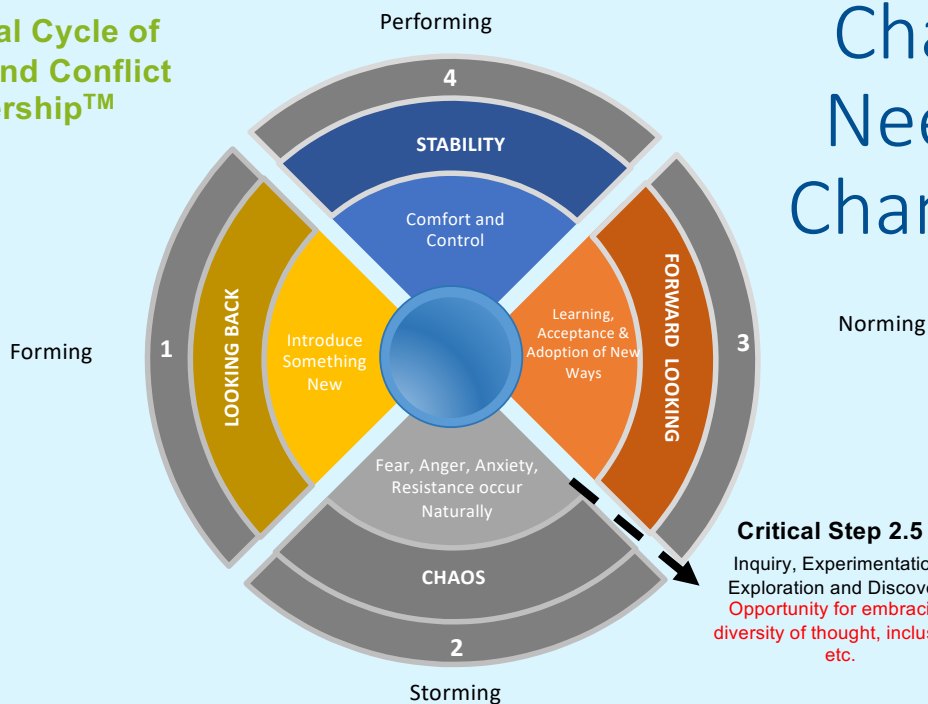 al Cycle of
nd Conflict
ership™
Performing
Cha
Nee
Cha
4
STABILITY
Comfort and
Control
Forming
1
LOOKING BACK
Introduce
Something
New
Learning,
Acceptance &
Adoption of New
Ways
FORWARD LOOKING
3
Norming
Fear, Anger, Anxiety,
Resistance occur
Naturally
CHAOS
2
Storming
Critical Step 2.5
Inquiry, Experimentatio
Exploration and Discove
Opportunity for embraci
diversity of thought, inclus
etc.